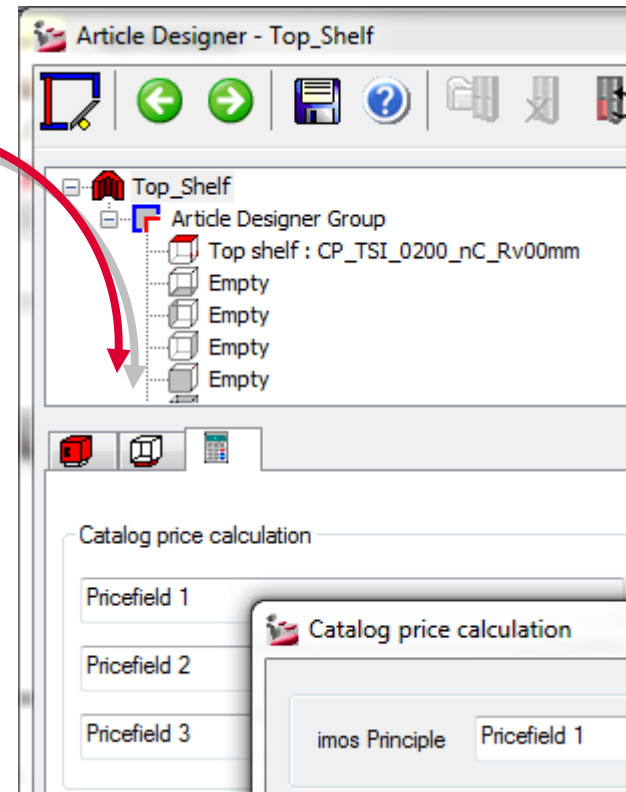 Article Designer - Top_Shelf
Top_Shelf
Article Designer Group
Top shelf : CP_TSI_0200_nC_Rv00mm
Empty
Empty
Empty
Empty
Catalog price calculation
Pricefield 1
Catalog price calculation
Pricefield 2
Pricefield 3
imos Principle Pricefield 1